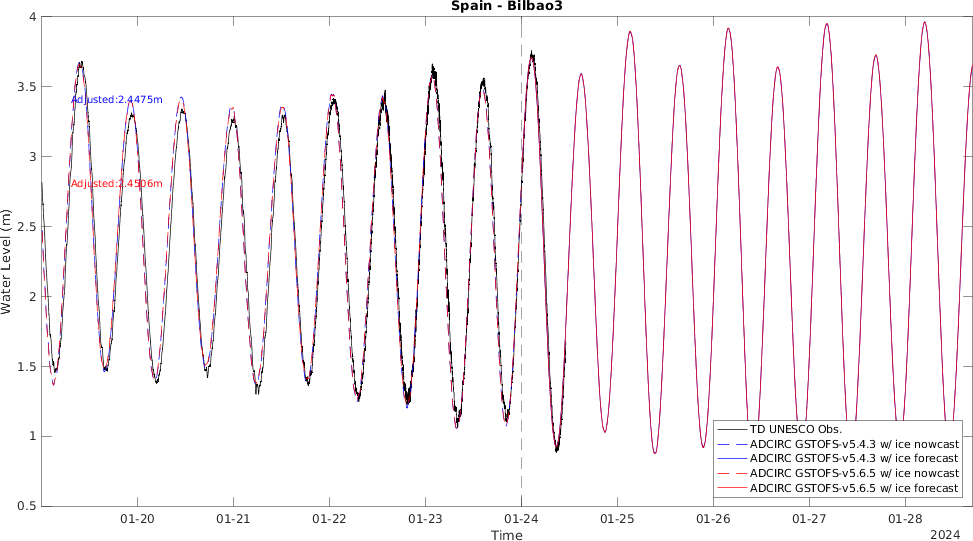 Spain - Bilbao3
4
3.5
3
2.5
2
1.5
1
0.5
Water Level (m)
Adjusted:2.4475m
Adjusted:2.4506m
TD UNESCO Obs.
ADCIRC GSTOFS-v5.4.3 w/ ice nowcast
ADCIRC GSTOFS-v5.4.3 w/ ice forecast
ADCIRC GSTOFS-v5.6.5 w/ ice nowcast
ADCIRC GSTOFS-v5.6.5 w/ ice forecast
01-20 01-21 01-22 01-23 01-24 01-25 01-26 01-27 01-28
Time
2024